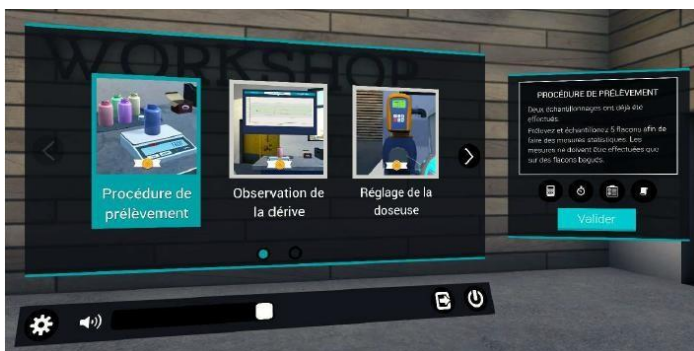 WORKSHOP
Procédure de
prélèvement
Observation de
la dérive
Réglage de la
doseuse
PROCÉDURE DE PRÉLÈVEMENT
Deux échantillonnages ont déjà été
effectués.
Prélevez et échantillonez 5 flacons afin de
faire des mesures statistiques. Les
mesures ne doivent être effectuées que
sur des flacons bagués.
Valider